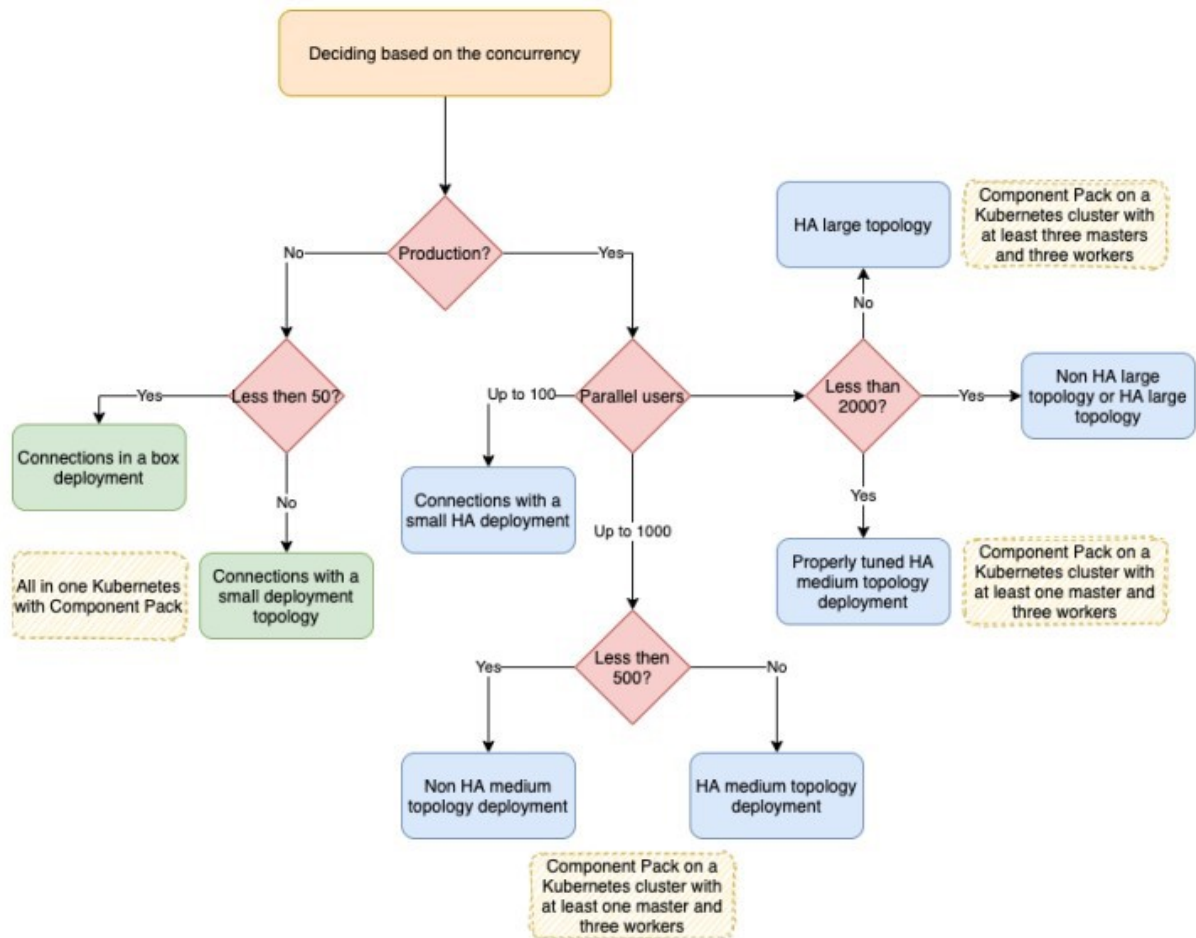 Deciding based on the concurrency
Production?
No
Yes
HA large topology
Component Pack on a
Kubernetes cluster with
at least three masters
and three workers
No
Less then 50?
Yes
No
Parallel users
Up to 100
Up to 1000
Less than
2000?
Yes
Non HA large
topology or HA large
topology
Connections in a box
deployment
Connections with a
small HA deployment
Yes
Properly tuned HA
medium topology
deployment
Component Pack on a
Kubernetes cluster with
at least one master and
three workers
All in one Kubernetes
with Component Pack
Connections with a
small deployment
topology
Less then
500?
Yes
No
Non HA medium
topology deployment
HA medium topology
deployment
Component Pack on a
Kubernetes cluster with
at least one master and
three workers